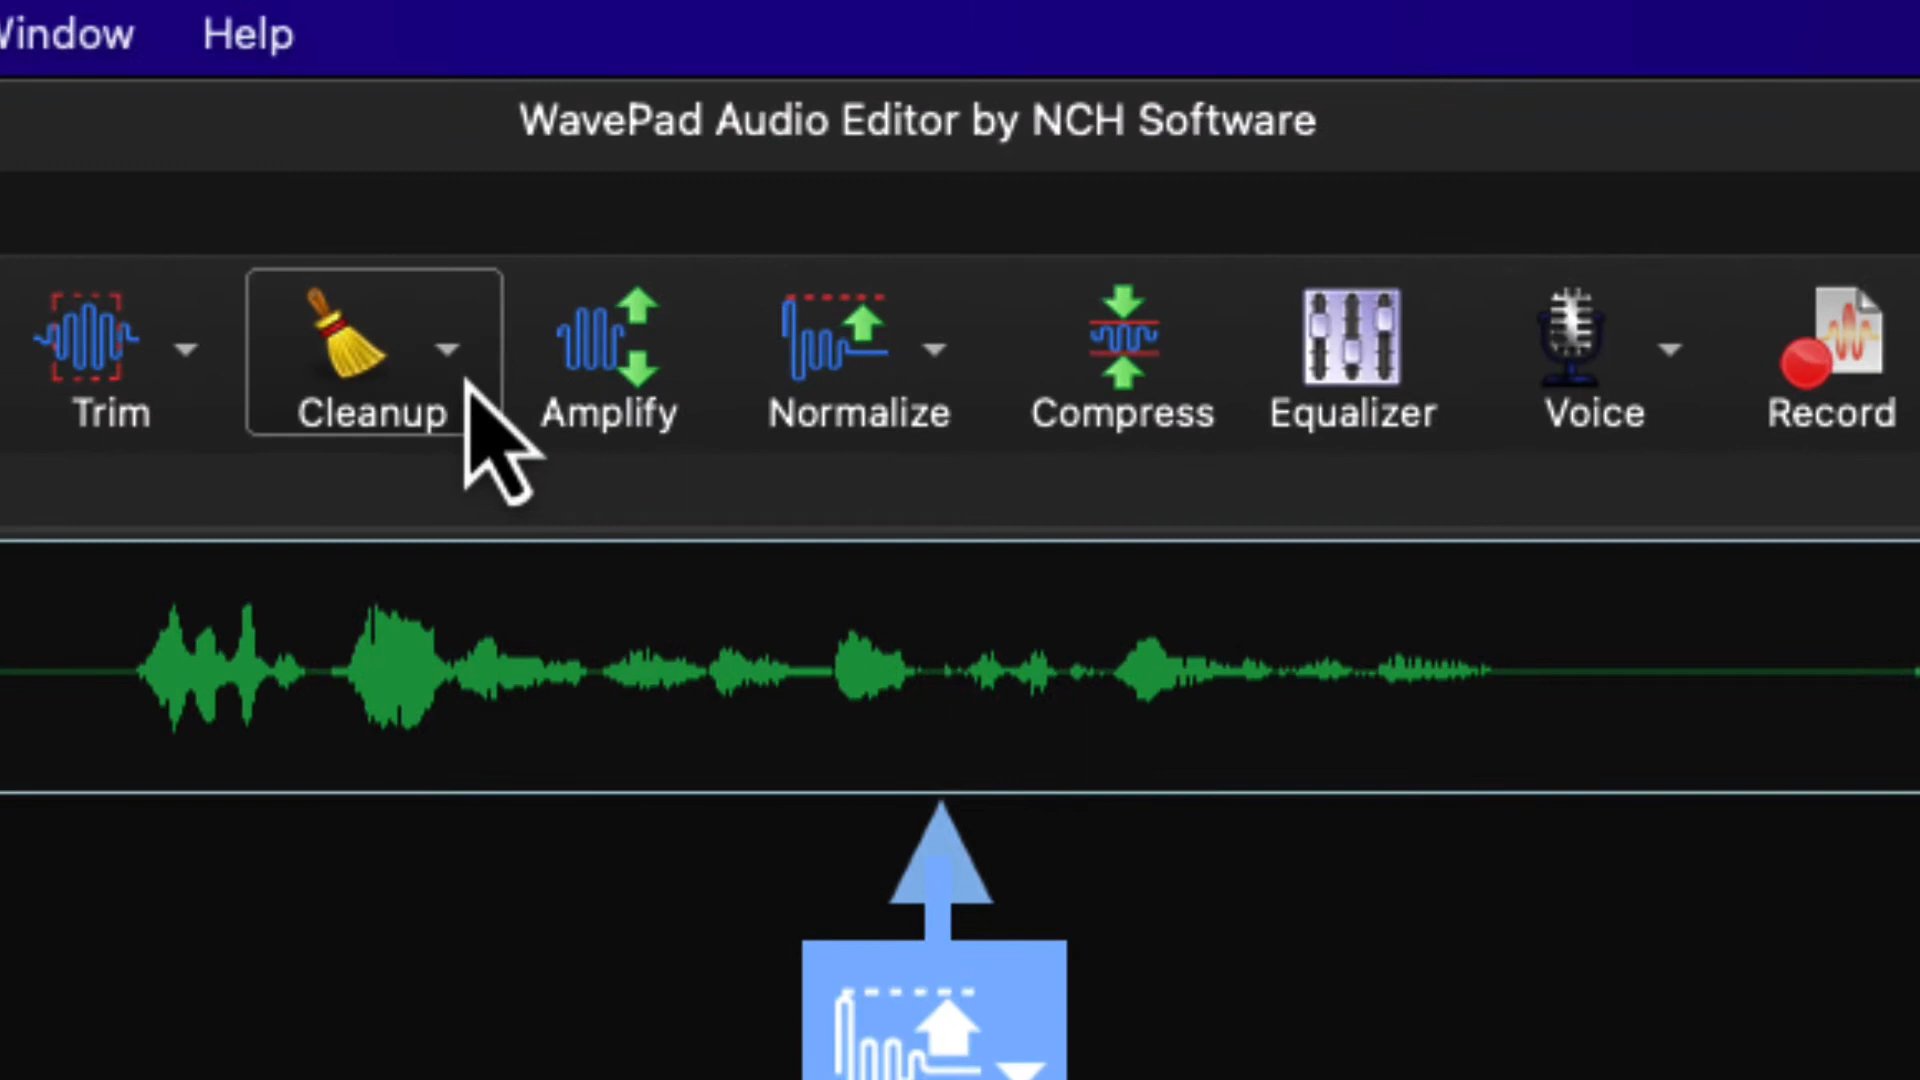 Window Help
WavePad Audio Editor by NCH Software
Trim Cleanup Amplify Normalize Compress Equalizer Voice Record